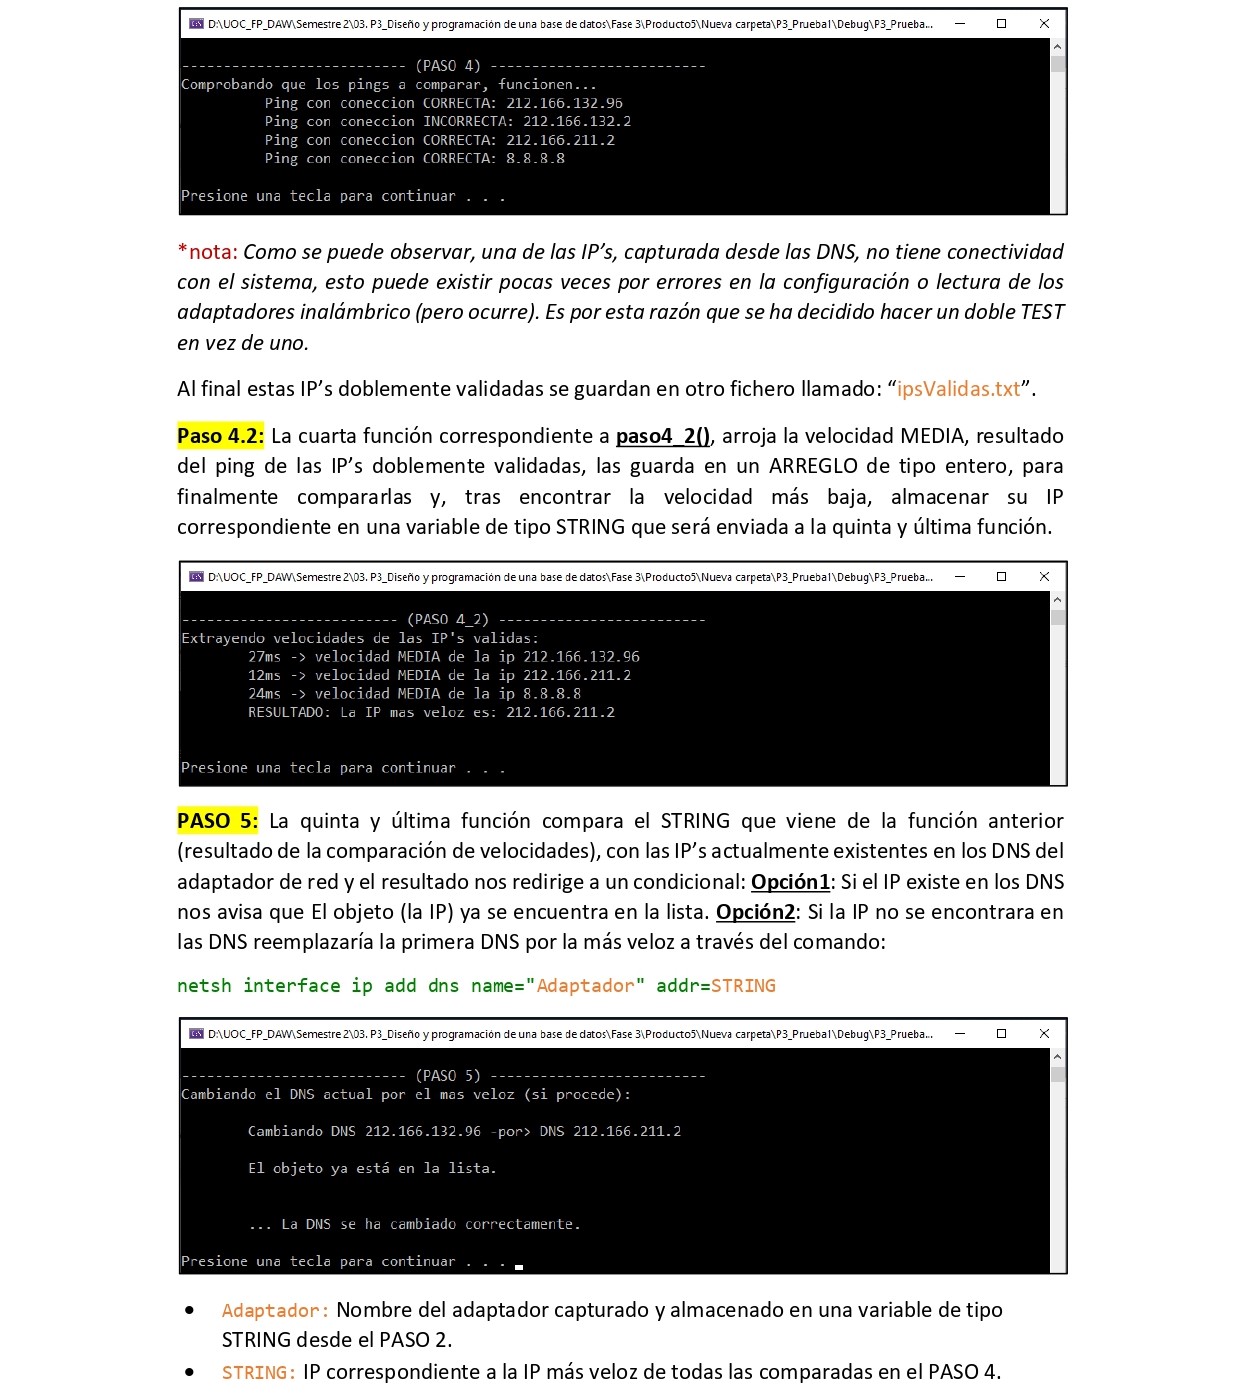 D:\UOC_FP_DAW\Semestre 2\03. P3_Diseño y programación de una base de datos\Fase 3\Producto5\Nueva carpeta\P3_Prueba1\Debug\P3_Prueba...
-------------------------- (PASO 4) --------------------------
Comprobando que los pings a comparar, funcionen...
Ping con coneccion CORRECTA: 212.166.132.96
Ping con coneccion INCORRECTA: 212.166.132.2
Ping con coneccion CORRECTA: 212.166.211.2
Ping con coneccion CORRECTA: 8.8.8.8
Presione una tecla para continuar . . .
*nota: Como se puede observar, una de las IP’s, capturada desde las DNS, no tiene conectividad
con el sistema, esto puede existir pocas veces por errores en la configuración o lectura de los
adaptadores inalámbrico (pero ocurre). Es por esta razón que se ha decidido hacer un doble TEST
en vez de uno.
Al final estas IP’s doblemente validadas se guardan en otro fichero llamado: “ipsValidas.txt”.
Paso 4.2: La cuarta función correspondiente a paso4_2(), arroja la velocidad MEDIA, resultado
del ping de las IP’s doblemente validadas, las guarda en un ARREGLO de tipo entero, para
finalmente compararlas y, tras encontrar la velocidad más baja, almacenar su IP
correspondiente en una variable de tipo STRING que será enviada a la quinta y última función.
D:\UOC_FP_DAW\Semestre 2\03. P3_Diseño y programación de una base de datos\Fase 3\Producto5\Nueva carpeta\P3_Prueba1\Debug\P3_Prueba...
------------------------- (PASO 4_2) -------------------------
Extrayendo velocidades de las IP's validas:
27ms -> velocidad MEDIA de la ip 212.166.132.96
12ms -> velocidad MEDIA de la ip 212.166.211.2
24ms -> velocidad MEDIA de la ip 8.8.8.8
RESULTADO: La IP mas veloz es: 212.166.211.2
Presione una tecla para continuar . . .
PASO 5: La quinta y última función compara el STRING que viene de la función anterior
(resultado de la comparación de velocidades), con las IP’s actualmente existentes en los DNS del
adaptador de red y el resultado nos redirige a un condicional: Opción1: Si el IP existe en los DNS
nos avisa que El objeto (la IP) ya se encuentra en la lista. Opción2: Si la IP no se encontrara en
las DNS reemplazaría la primera DNS por la más veloz a través del comando:
netsh interface ip add dns name="Adaptador" addr=STRING
D:\UOC_FP_DAW\Semestre 2\03. P3_Diseño y programación de una base de datos\Fase 3\Producto5\Nueva carpeta\P3_Prueba1\Debug\P3_Prueba...
-------------------------- (PASO 5) --------------------------
Cambiando el DNS actual por el mas veloz (si procede):
Cambiando DNS 212.166.132.96 -por> DNS 212.166.211.2
El objeto ya está en la lista.
... La DNS se ha cambiado correctamente.
Presione una tecla para continuar . . .
• Adaptador: Nombre del adaptador capturado y almacenado en una variable de tipo
STRING desde el PASO 2.
• STRING: IP correspondiente a la IP más veloz de todas las comparadas en el PASO 4.